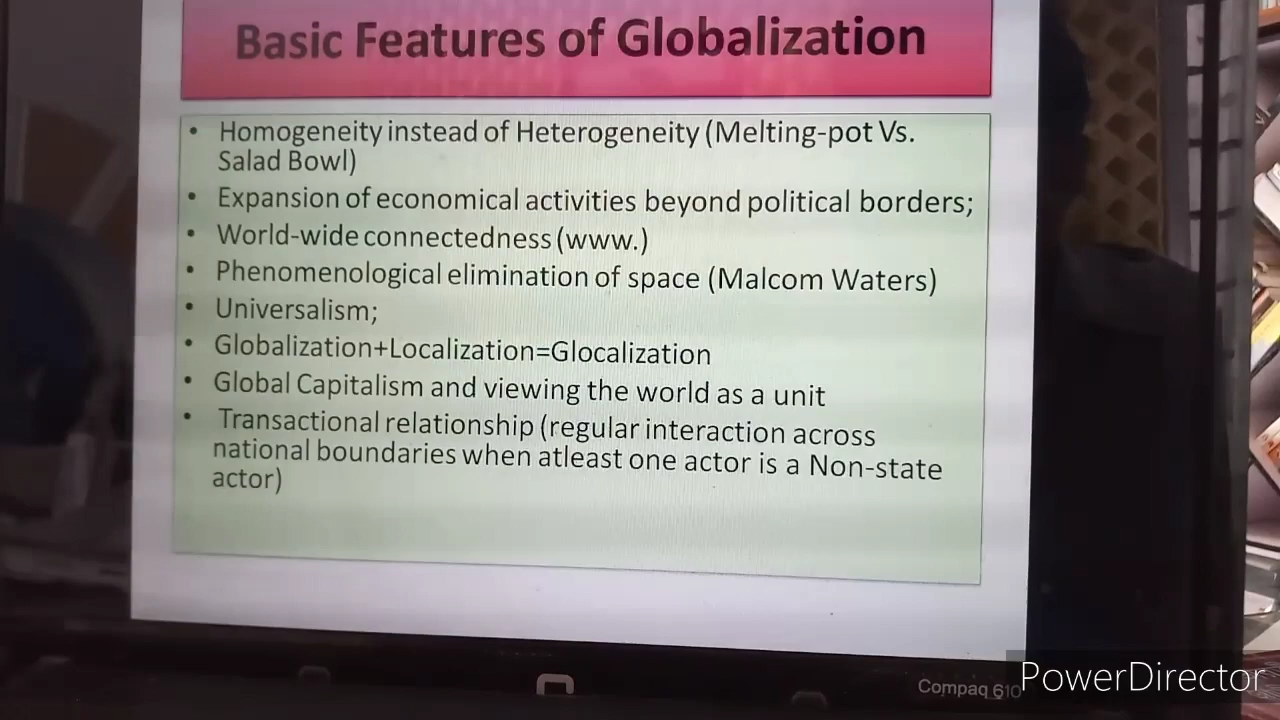 Basic Features of Globalization
• Homogeneity instead of Heterogeneity (Melting-pot Vs.
Salad Bowl)
• Expansion of economical activities beyond political borders;
• World-wide connectedness (www.)
• Phenomenological elimination of space (Malcom Waters)
• Universalism;
• Globalization+Localization=Glocalization
• Global Capitalism and viewing the world as a unit
• Transactional relationship (regular interaction across
national boundaries when atleast one actor is a Non-state
actor)
Compaq 610
PowerDirector